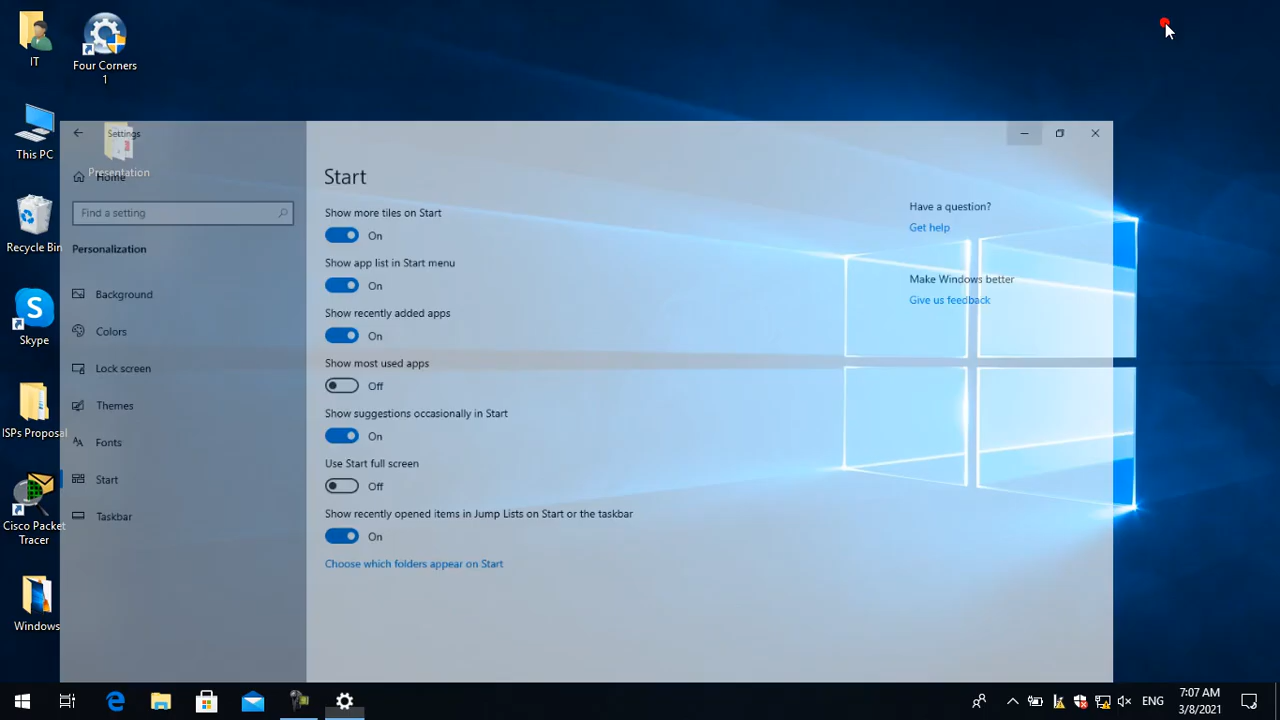 IT
Four Corners
1
This PC
Presentation
Recycle Bin
Skype
ISPs Proposal
Cisco Packet
Tracer
Windows
Settings
Home
Find a setting
Personalization
Background
Colors
Lock screen
Themes
Fonts
Start
Taskbar
Start
Show more tiles on Start
On
Show app list in Start menu
On
Show recently added apps
On
Show most used apps
Off
Show suggestions occasionally in Start
On
Use Start full screen
Off
Show recently opened items in Jump Lists on Start or the taskbar
On
Choose which folders appear on Start
Have a question?
Get help
Make Windows better
Give us feedback
ENG
7:07 AM
3/8/2021